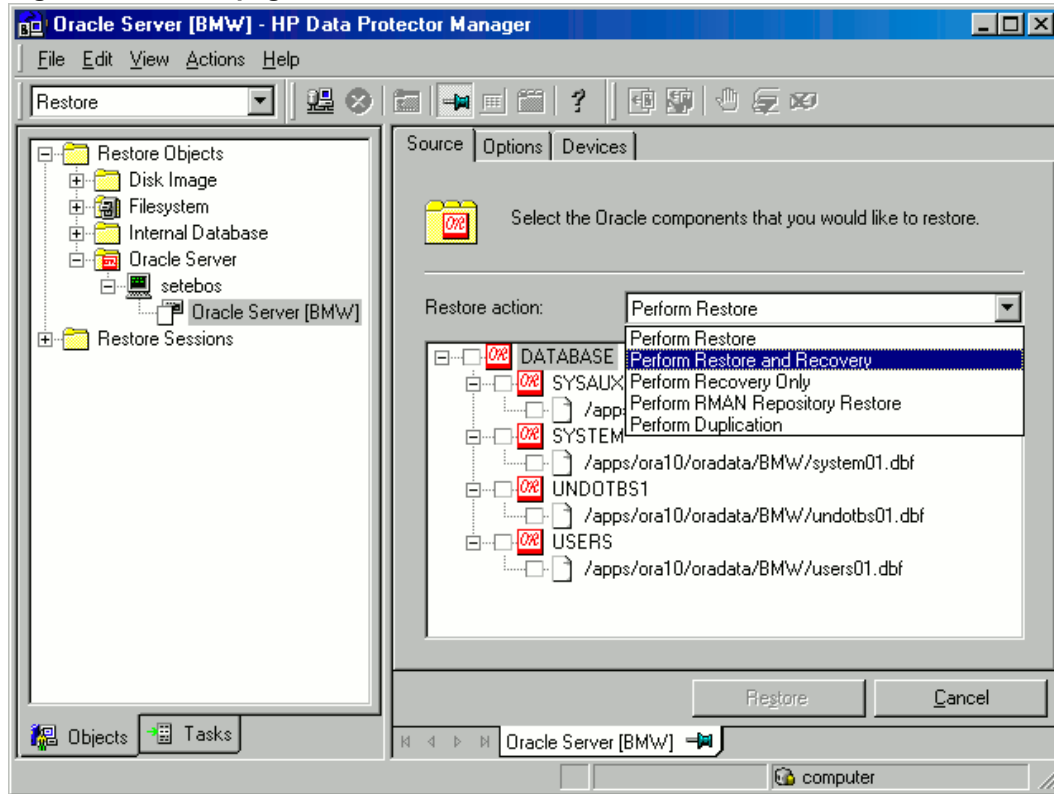 Oracle Server [BMW] - HP Data Protector Manager
File Edit View Actions Help
Restore
Restore Objects
Disk Image
Filesystem
Internal Database
Oracle Server
setebos
Oracle Server [BMW]
Restore Sessions
Objects Tasks
Source Options Devices
Select the Oracle components that you would like to restore.
Restore action: Perform Restore
Perform Restore
Perform Restore and Recovery
Perform Recovery Only
Perform RMAN Repository Restore
Perform Duplication
DATABASE
SYSAUX
/app
SYSTEM
/apps/ora10/oradata/BMW/system01.dbf
UNDOTBS1
/apps/ora10/oradata/BMW/undotbs01.dbf
USERS
/apps/ora10/oradata/BMW/users01.dbf
Restore Cancel
Oracle Server [BMW]
computer